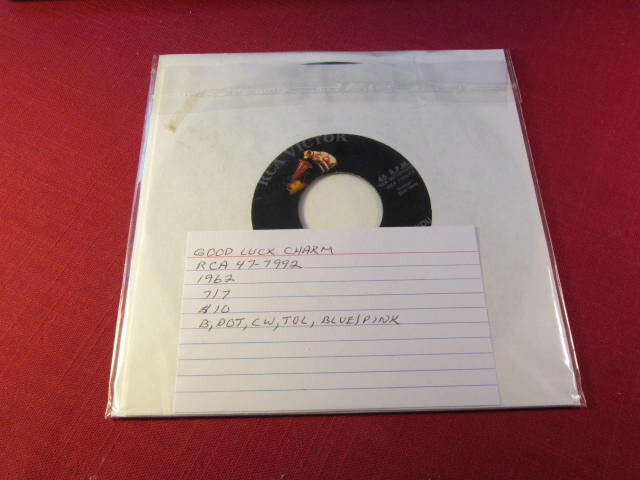 RCA VICTOR
45 R.P.M.
GOOD LUCK CHARM
RCA 47-7992
1962
7/7
$10
B, DOT, CW, TOL, BLUE/PINK